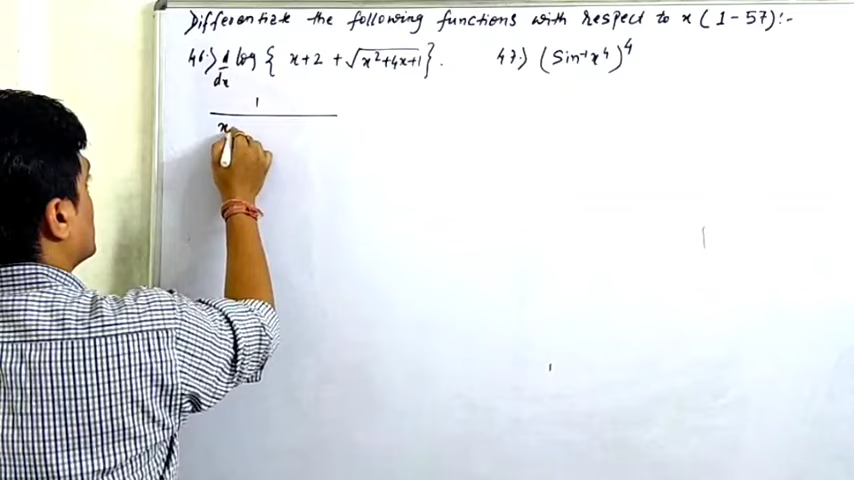 Differentiate the following functions with respect to x (1-57):-
46:> d/dx log { x+2 + √x²+4x+1 }. 47:> (Sin⁻¹x⁴)⁴
1
x